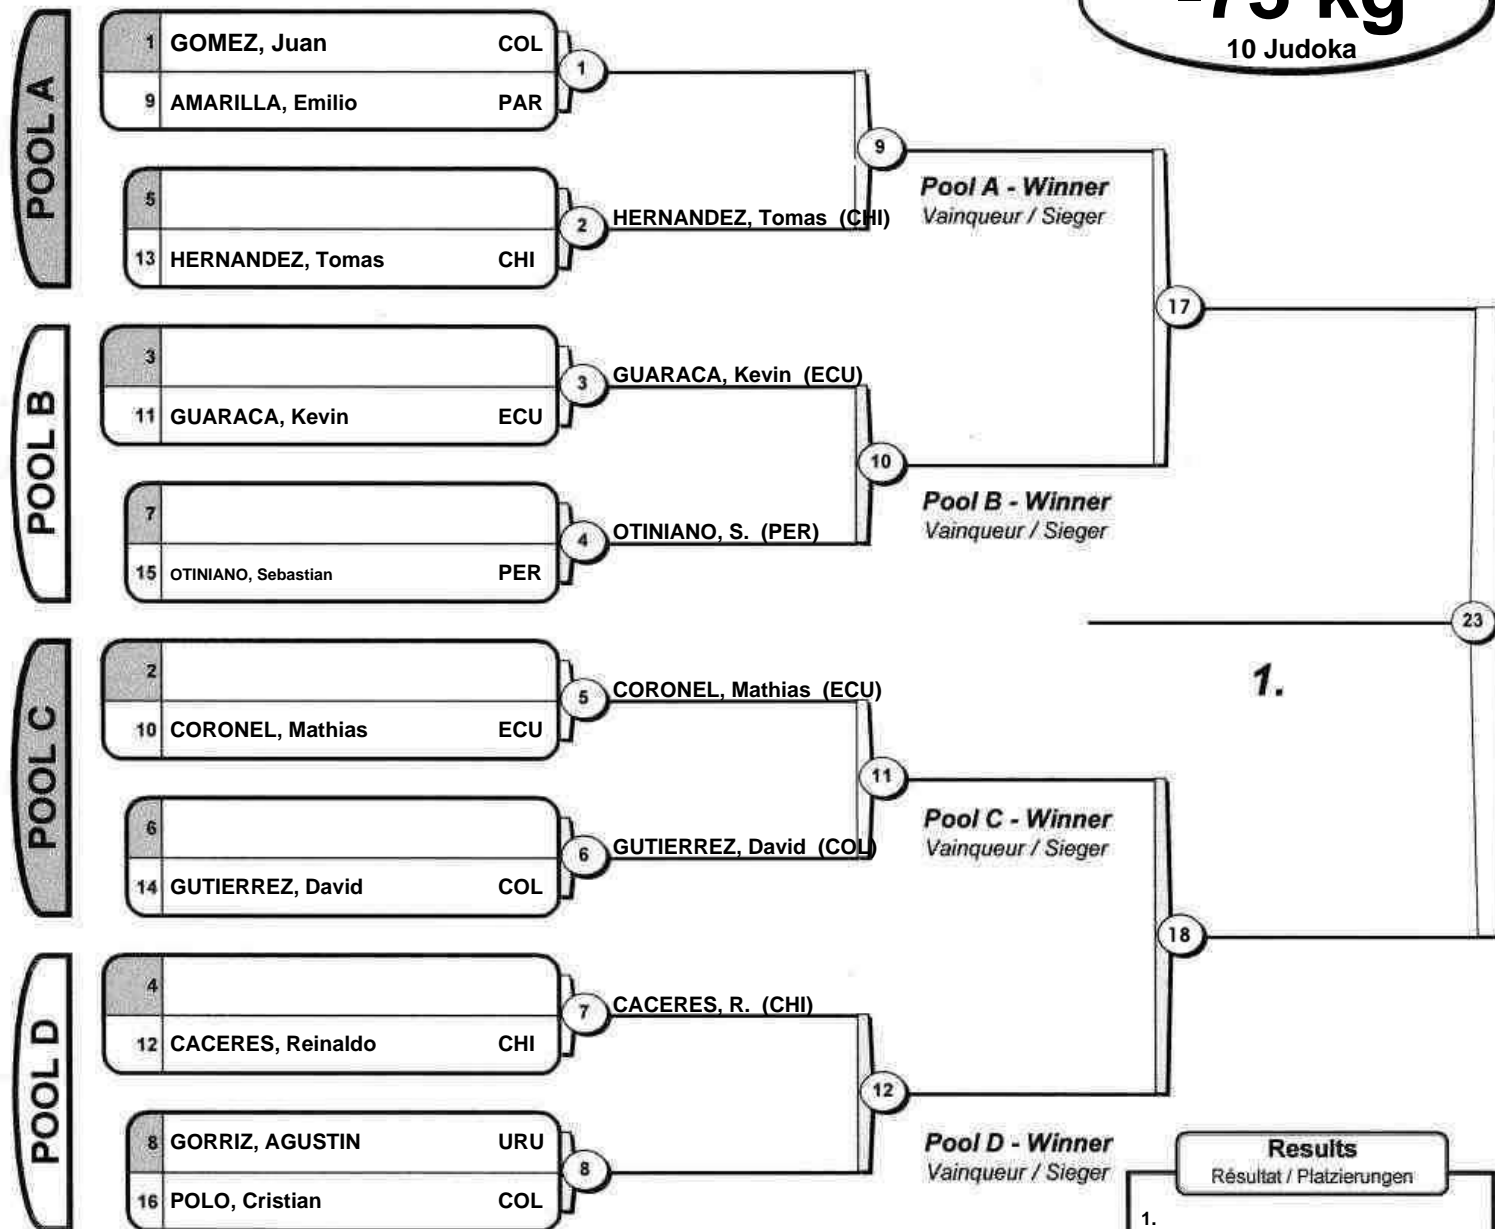 -73 kg
10 Judoka
POOL A
1 GOMEZ, Juan COL
9 AMARILLA, Emilio PAR
1
5
13 HERNANDEZ, Tomas CHI
2
HERNANDEZ, Tomas (CHI)
9
Pool A - Winner
Vainqueur / Sieger
17
POOL B
3
11 GUARACA, Kevin ECU
3
GUARACA, Kevin (ECU)
7
15 OTINIANO, Sebastian PER
4
OTINIANO, S. (PER)
10
Pool B - Winner
Vainqueur / Sieger
23
1.
POOL C
2
10 CORONEL, Mathias ECU
5
CORONEL, Mathias (ECU)
6
14 GUTIERREZ, David COL
6
GUTIERREZ, David (COL)
11
Pool C - Winner
Vainqueur / Sieger
18
POOL D
4
12 CACERES, Reinaldo CHI
7
CACERES, R. (CHI)
8 GORRIZ, AGUSTIN URU
16 POLO, Cristian COL
8
12
Pool D - Winner
Vainqueur / Sieger
Results
Résultat / Platzierungen
1.